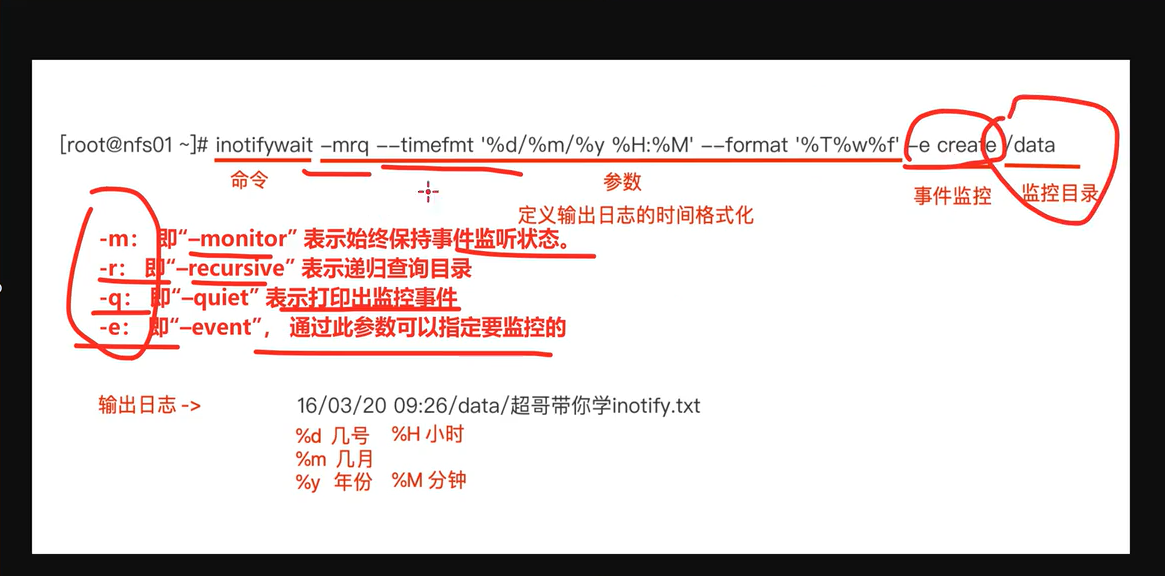 [root@nfs01 ~]# inotifywait –mrq ––timefmt '%d/%m/%y %H:%M' ––format '%T%w%f' –e create /data
命令 参数 事件监控 监控目录
定义输出日志的时间格式化
-m： 即“–monitor” 表示始终保持事件监听状态。
-r： 即“–recursive” 表示递归查询目录
-q： 即“–quiet” 表示打印出监控事件
-e： 即“–event”， 通过此参数可以指定要监控的
输出日志 -> 16/03/20 09:26/data/超哥带你学inotify.txt
%d 几号 %H 小时
%m 几月
%y 年份 %M 分钟